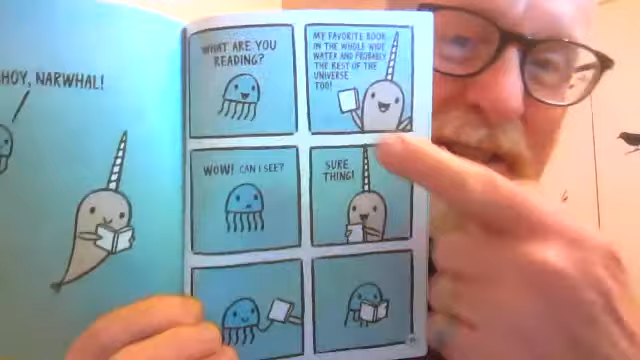 HOY, NARWHAL!
WHAT ARE YOU
READING?
MY FAVORITE BOOK
IN THE WHOLE WIDE
WATER AND PROBABLY
THE REST OF THE
UNIVERSE
TOO!
WOW! CAN I SEE?
SURE
THING!